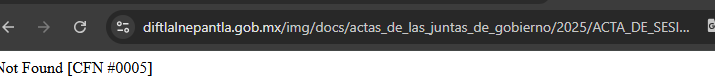 diftlalnepantla.gob.mx/img/docs/actas_de_las_juntas_de_gobierno/2025/ACTA_DE_SESI...
Not Found [CFN #0005]